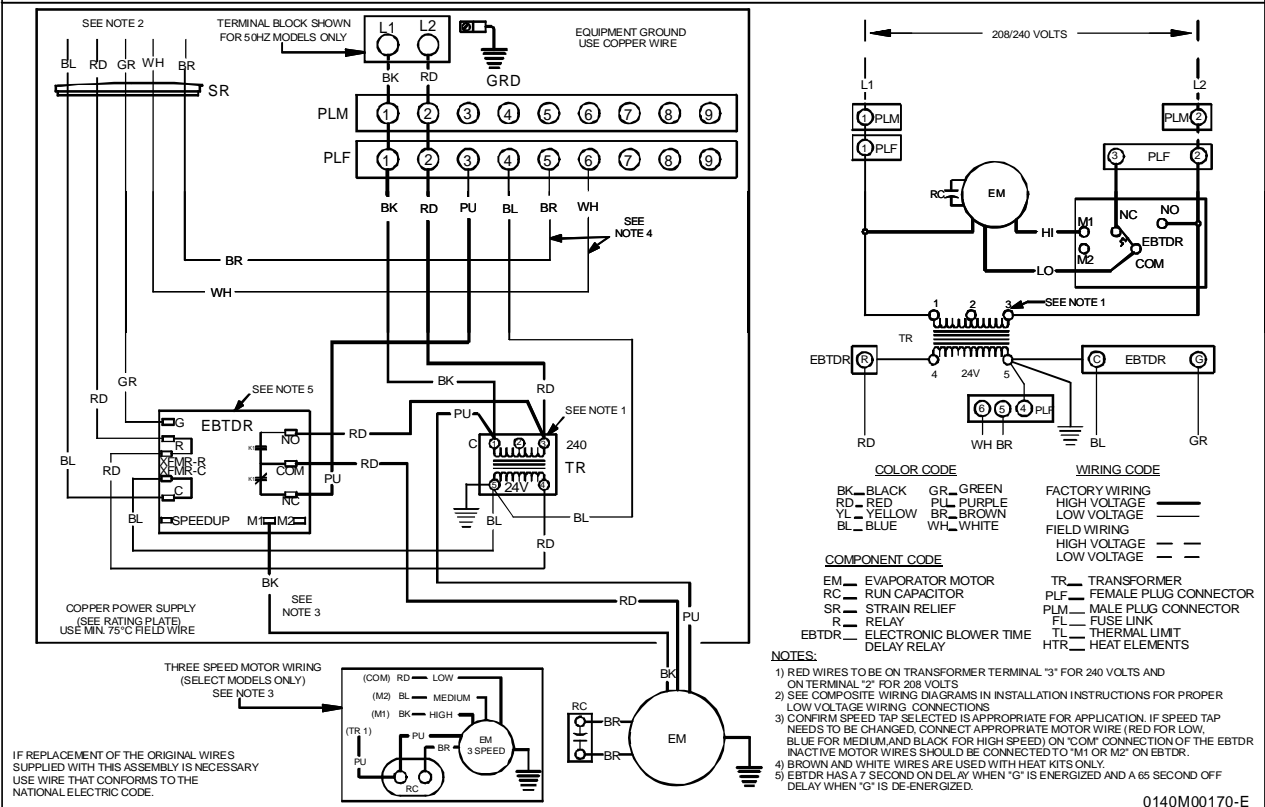 SEE NOTE 2
BL RD GR WH BR
SR
TERMINAL BLOCK SHOWN
FOR 50HZ MODELS ONLY
L1 L2
BK RD
GRD
EQUIPMENT GROUND
USE COPPER WIRE
PLM 1 2 3 4 5 6 7 8 9
PLF 1 2 3 4 5 6 7 8 9
BK RD PU BL BR WH
SEE
NOTE 4
BR
WH
GR
RD
BL
RD
SEE NOTE 5
EBTDR
G
R
XFMR-R
XFMR-C
C
SPEEDUP
M1 M2
NO
COM
NC
K1
K1
BL
RD
RD
PU
BK
PU
RD
SEE NOTE 1
C 1 2 3 240
TR
24V
5 4
BL
BL
RD
BK
SEE
NOTE 3
RD
PU
BK
COPPER POWER SUPPLY
(SEE RATING PLATE)
USE MIN. 75°C FIELD WIRE
THREE SPEED MOTOR WIRING
(SELECT MODELS ONLY)
SEE NOTE 3
(COM) RD LOW
(M2) BL MEDIUM
(M1) BK HIGH
(TR 1)
PU
PU
BR
EM
3 SPEED
RC
RC
BR
BR
EM
IF REPLACEMENT OF THE ORIGINAL WIRES
SUPPLIED WITH THIS ASSEMBLY IS NECESSARY
USE WIRE THAT CONFORMS TO THE
NATIONAL ELECTRIC CODE.
208/240 VOLTS
L1 L2
1 PLM
PLM 2
1 PLF
3 PLF 2
RC
EM
HI
LO
M1
M2
NC
NO
EBTDR
COM
1 2 3
SEE NOTE 1
TR
EBTDR R
4 24V 5
C EBTDR G
6 5 4 PLF
RD
WH BR
BL
GR
COLOR CODE
BK BLACK GR GREEN
RD RED PU PURPLE
YL YELLOW BR BROWN
BL BLUE WH WHITE
WIRING CODE
FACTORY WIRING
HIGH VOLTAGE
LOW VOLTAGE
FIELD WIRING
HIGH VOLTAGE
LOW VOLTAGE
COMPONENT CODE
EM EVAPORATOR MOTOR
RC RUN CAPACITOR
SR STRAIN RELIEF
R RELAY
EBTDR ELECTRONIC BLOWER TIME
DELAY RELAY
TR TRANSFORMER
PLF FEMALE PLUG CONNECTOR
PLM MALE PLUG CONNECTOR
FL FUSE LINK
TL THERMAL LIMIT
HTR HEAT ELEMENTS
NOTES:
1) RED WIRES TO BE ON TRANSFORMER TERMINAL "3" FOR 240 VOLTS AND
ON TERMINAL "2" FOR 208 VOLTS
2) SEE COMPOSITE WIRING DIAGRAMS IN INSTALLATION INSTRUCTIONS FOR PROPER
LOW VOLTAGE WIRING CONNECTIONS
3) CONFIRM SPEED TAP SELECTED IS APPROPRIATE FOR APPLICATION. IF SPEED TAP
NEEDS TO BE CHANGED, CONNECT APPROPRIATE MOTOR WIRE (RED FOR LOW,
BLUE FOR MEDIUM,AND BLACK FOR HIGH SPEED) ON "COM" CONNECTION OF THE EBTDR
INACTIVE MOTOR WIRES SHOULD BE CONNECTED TO "M1 OR M2" ON EBTDR.
4) BROWN AND WHITE WIRES ARE USED WITH HEAT KITS ONLY.
5) EBTDR HAS A 7 SECOND ON DELAY WHEN "G" IS ENERGIZED AND A 65 SECOND OFF
DELAY WHEN "G" IS DE-ENERGIZED.
0140M00170-E